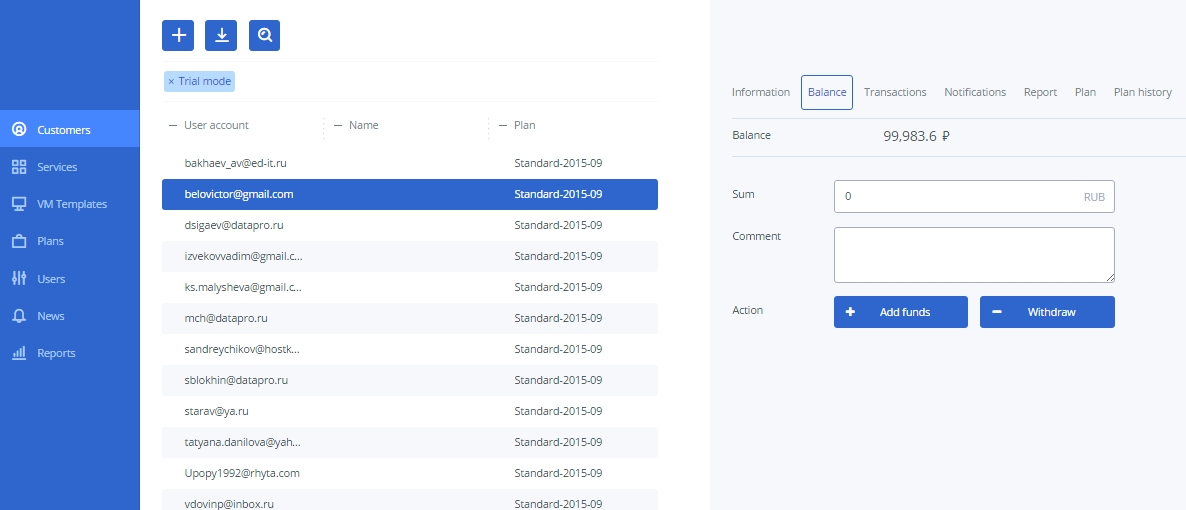 Customers
Services
VM Templates
Plans
Users
News
Reports
× Trial mode
User account Name Plan
bakhaev_av@ed-it.ru Standard-2015-09
belovictor@gmail.com Standard-2015-09
dsigaev@datapro.ru Standard-2015-09
izvekovvadim@gmail.c... Standard-2015-09
ks.malysheva@gmail.c... Standard-2015-09
mch@datapro.ru Standard-2015-09
sandreychikov@hostk... Standard-2015-09
sblokhin@datapro.ru Standard-2015-09
starav@ya.ru Standard-2015-09
tatyana.danilova@yah... Standard-2015-09
Upopy1992@rhyta.com Standard-2015-09
vdovinp@inbox.ru Standard-2015-09
Information Balance Transactions Notifications Report Plan Plan history
Balance 99,983.6 ₽
Sum 0 RUB
Comment
Action Add funds Withdraw